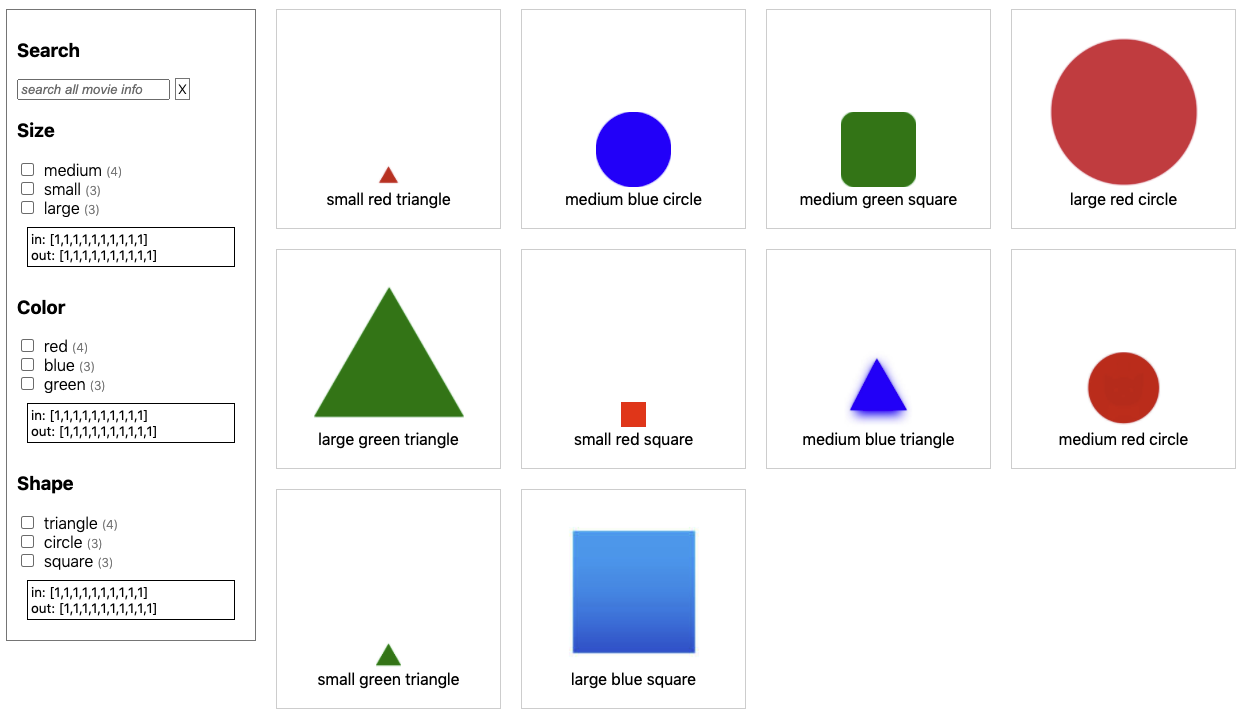 Search
search all movie info X
Size
medium (4)
small (3)
large (3)
in: [1,1,1,1,1,1,1,1,1,1]
out: [1,1,1,1,1,1,1,1,1,1]
Color
red (4)
blue (3)
green (3)
in: [1,1,1,1,1,1,1,1,1,1]
out: [1,1,1,1,1,1,1,1,1,1]
Shape
triangle (4)
circle (3)
square (3)
in: [1,1,1,1,1,1,1,1,1,1]
out: [1,1,1,1,1,1,1,1,1,1]
small red triangle
medium blue circle
medium green square
large red circle
large green triangle
small red square
medium blue triangle
medium red circle
small green triangle
large blue square